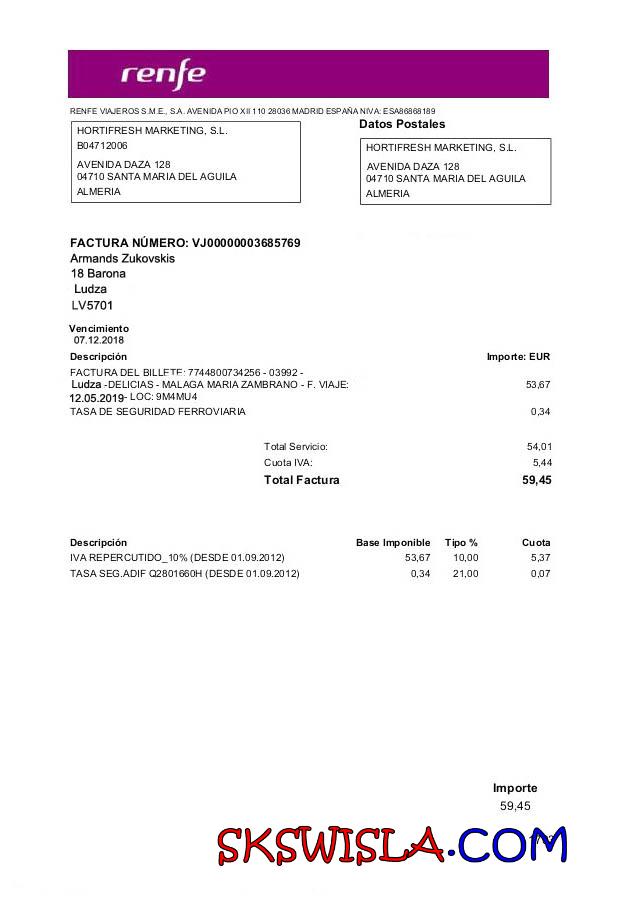 renfe
RENFE VIAJEROS S.M.E., S.A. AVENIDA PIO XII 110 28036 MADRID ESPAÑA NIVA: ESA86868189
HORTIFRESH MARKETING, S.L.
B04712006
AVENIDA DAZA 128
04710 SANTA MARIA DEL AGUILA
ALMERIA
Datos Postales
HORTIFRESH MARKETING, S.L.
AVENIDA DAZA 128
04710 SANTA MARIA DEL AGUILA
ALMERIA
FACTURA NÚMERO: VJ00000003685769
Armands Zukovskis
18 Barona
Ludza
LV5701
Vencimiento
07.12.2018
Descripción Importe: EUR
FACTURA DEL BILLETE: 7744800734256 - 03992 -
Ludza -DELICIAS - MALAGA MARIA ZAMBRANO - F. VIAJE: 53,67
12.05.2019- LOC: 9M4MU4
TASA DE SEGURIDAD FERROVIARIA 0,34
Total Servicio: 54,01
Cuota IVA: 5,44
Total Factura 59,45
Descripción Base Imponible Tipo % Cuota
IVA REPERCUTIDO_10% (DESDE 01.09.2012) 53,67 10,00 5,37
TASA SEG.ADIF Q2801660H (DESDE 01.09.2012) 0,34 21,00 0,07
Importe
59,45
SKSWISLA.COM